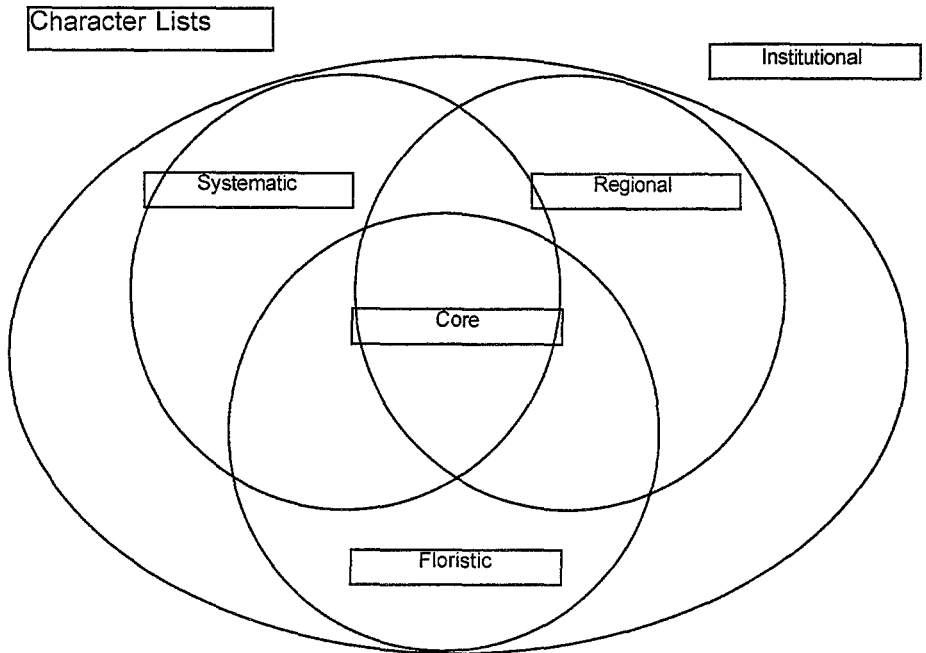 Character Lists
Institutional
Systematic
Regional
Core
Floristic